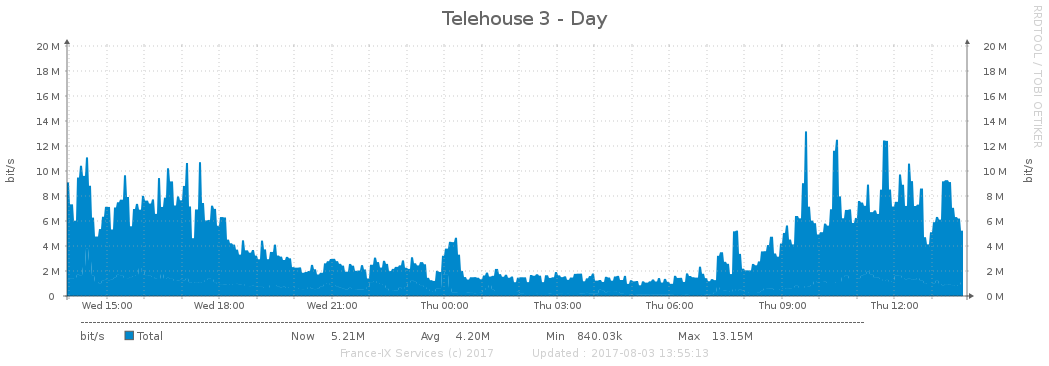 Telehouse 3 - Day
RRDTOOL / TOBI OETIKER
20 M 20 M
18 M 18 M
16 M 16 M
14 M 14 M
12 M 12 M
10 M 10 M
8 M 8 M
6 M 6 M
4 M 4 M
2 M 2 M
0 0 M
bit/s bit/s
Wed 15:00 Wed 18:00 Wed 21:00 Thu 00:00 Thu 03:00 Thu 06:00 Thu 09:00 Thu 12:00
bit/s Total Now 5.21M Avg 4.20M Min 840.03k Max 13.15M
France-IX Services (c) 2017 Updated : 2017-08-03 13:55:13